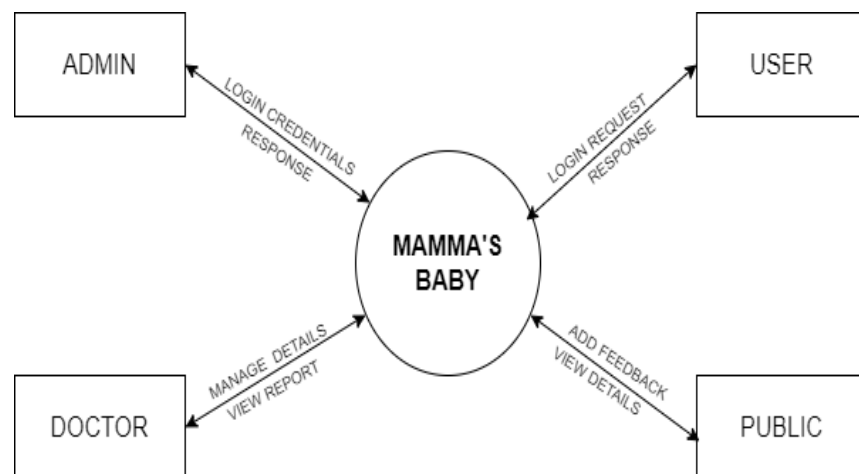 ADMIN
USER
LOGIN CREDENTIALS
RESPONSE
LOGIN REQUEST
RESPONSE
MAMMA'S
BABY
MANAGE DETAILS
VIEW REPORT
ADD FEEDBACK
VIEW DETAILS
DOCTOR
PUBLIC